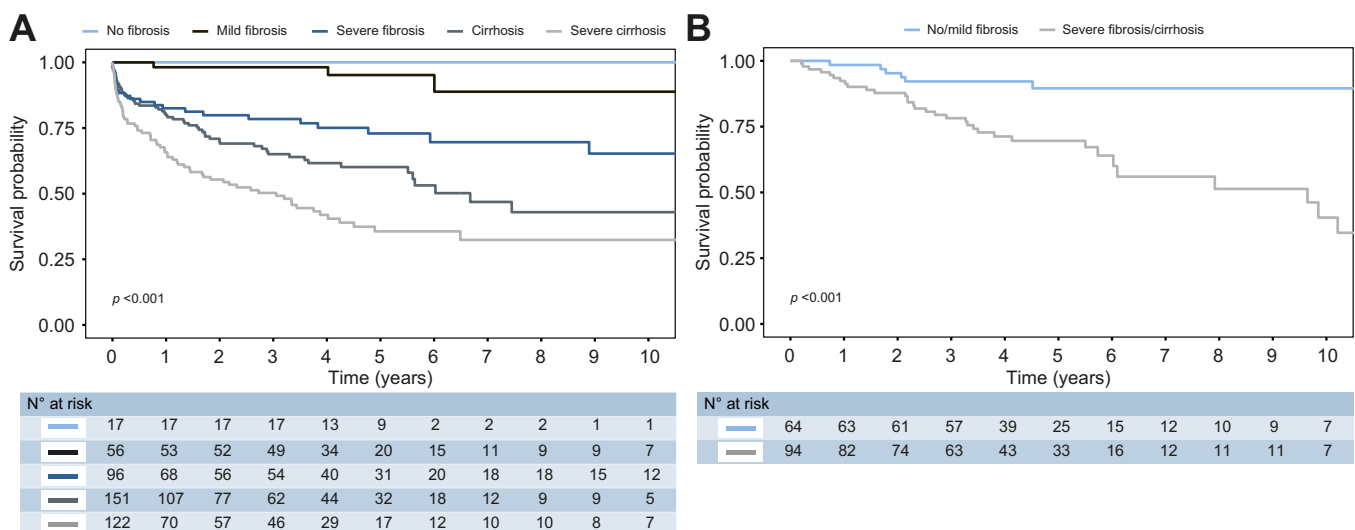 A
No fibrosis Mild fibrosis Severe fibrosis Cirrhosis Severe cirrhosis
1.00
0.75
0.50
0.25
0.00
Survival probability
p <0.001
0 1 2 3 4 5 6 7 8 9 10
Time (years)
N° at risk
17 17 17 17 13 9 2 2 2 1 1
56 53 52 49 34 20 15 11 9 9 7
96 68 56 54 40 31 20 18 18 15 12
151 107 77 62 44 32 18 12 9 9 5
122 70 57 46 29 17 12 10 10 8 7
B
No/mild fibrosis Severe fibrosis/cirrhosis
1.00
0.75
0.50
0.25
0.00
Survival probability
p <0.001
0 1 2 3 4 5 6 7 8 9 10
Time (years)
N° at risk
64 63 61 57 39 25 15 12 10 9 7
94 82 74 63 43 33 16 12 11 11 7